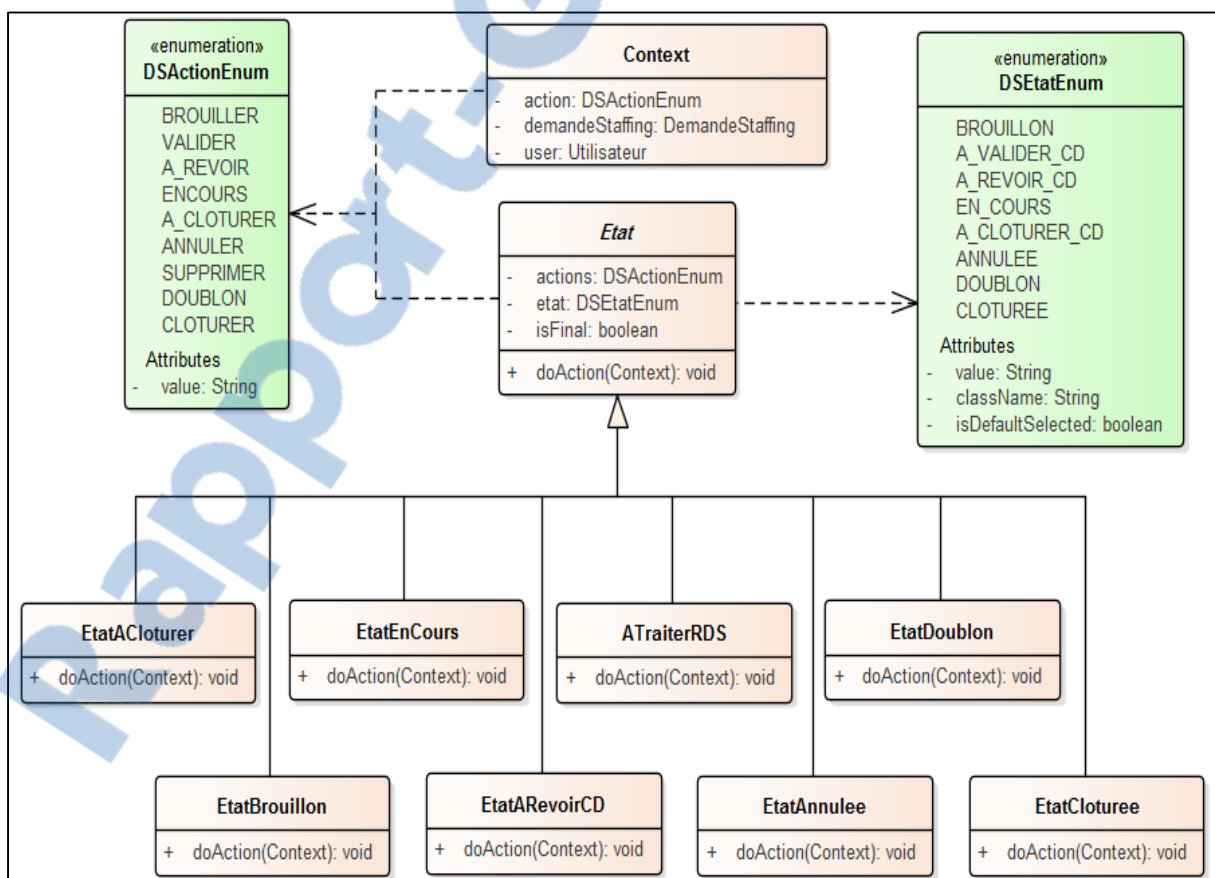 «enumeration»
DSActionEnum
BROUILLER
VALIDER
A_REVOIR
ENCOURS
A_CLOTURER
ANNULER
SUPPRIMER
DOUBLON
CLOTURER
Attributes
- value: String
Context
- action: DSActionEnum
- demandeStaffing: DemandeStaffing
- user: Utilisateur
«enumeration»
DSEtatEnum
BROUILLON
A_VALIDER_CD
A_REVOIR_CD
EN_COURS
A_CLOTURER_CD
ANNULEE
DOUBLON
CLOTUREE
Attributes
- value: String
- className: String
- isDefaultSelected: boolean
Etat
- actions: DSActionEnum
- etat: DSEtatEnum
- isFinal: boolean
+ doAction(Context): void
EtatACloturer
+ doAction(Context): void
EtatEnCours
+ doAction(Context): void
ATraiterRDS
+ doAction(Context): void
EtatDoublon
+ doAction(Context): void
EtatBrouillon
+ doAction(Context): void
EtatARevoirCD
+ doAction(Context): void
EtatAnnulee
+ doAction(Context): void
EtatCloturee
+ doAction(Context): void
Rapport-